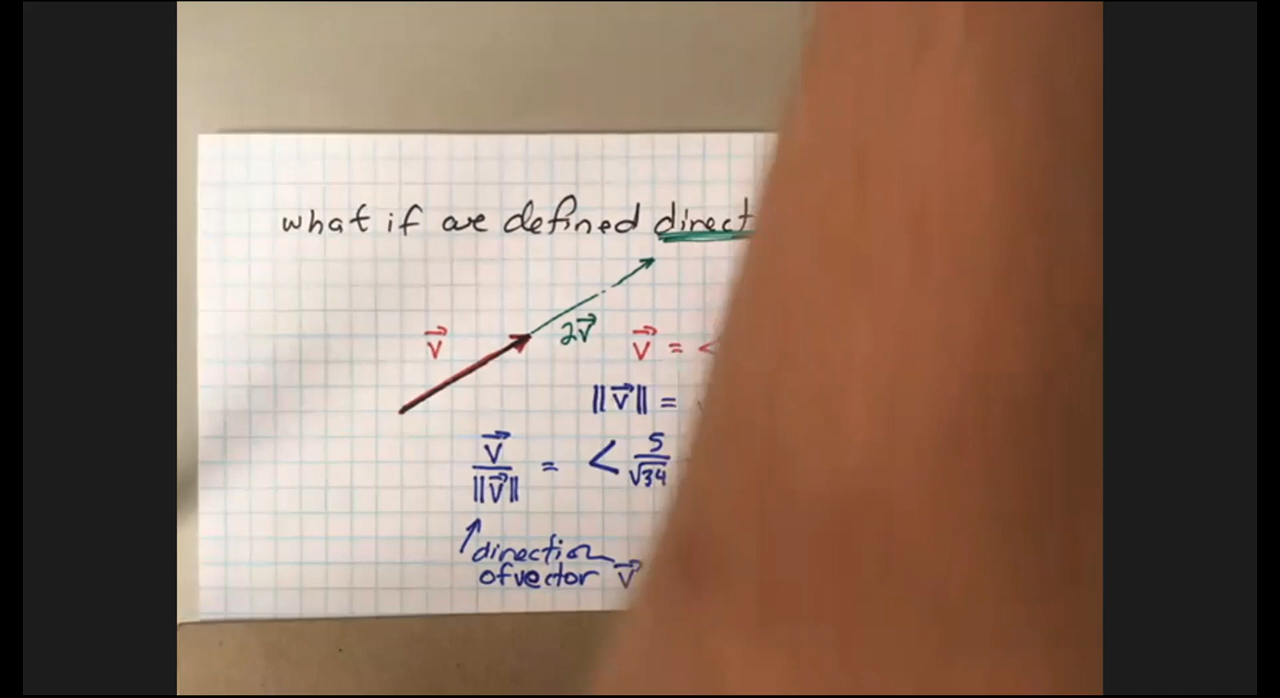 what if we defined direct
v⃗
2v⃗
v⃗ = <
||v⃗|| =
v⃗/||v⃗|| = < 5/√34
↑ direction
of vector v⃗